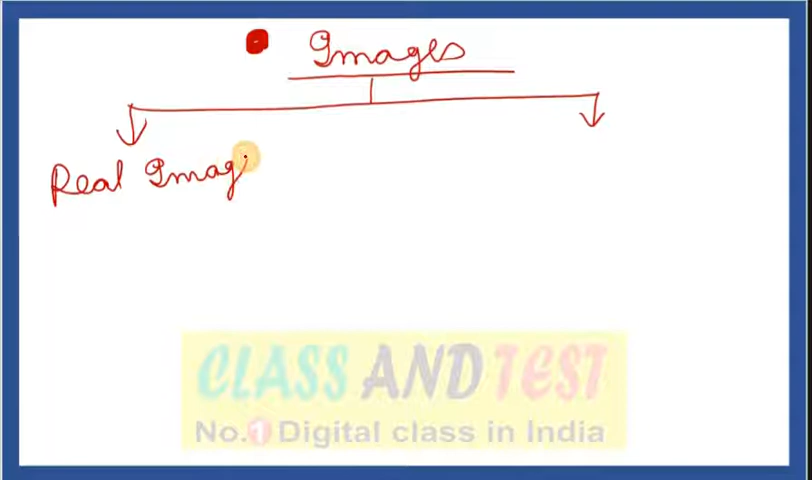 Images
Real Imag
CLASS AND TEST
No.1 Digital class in India